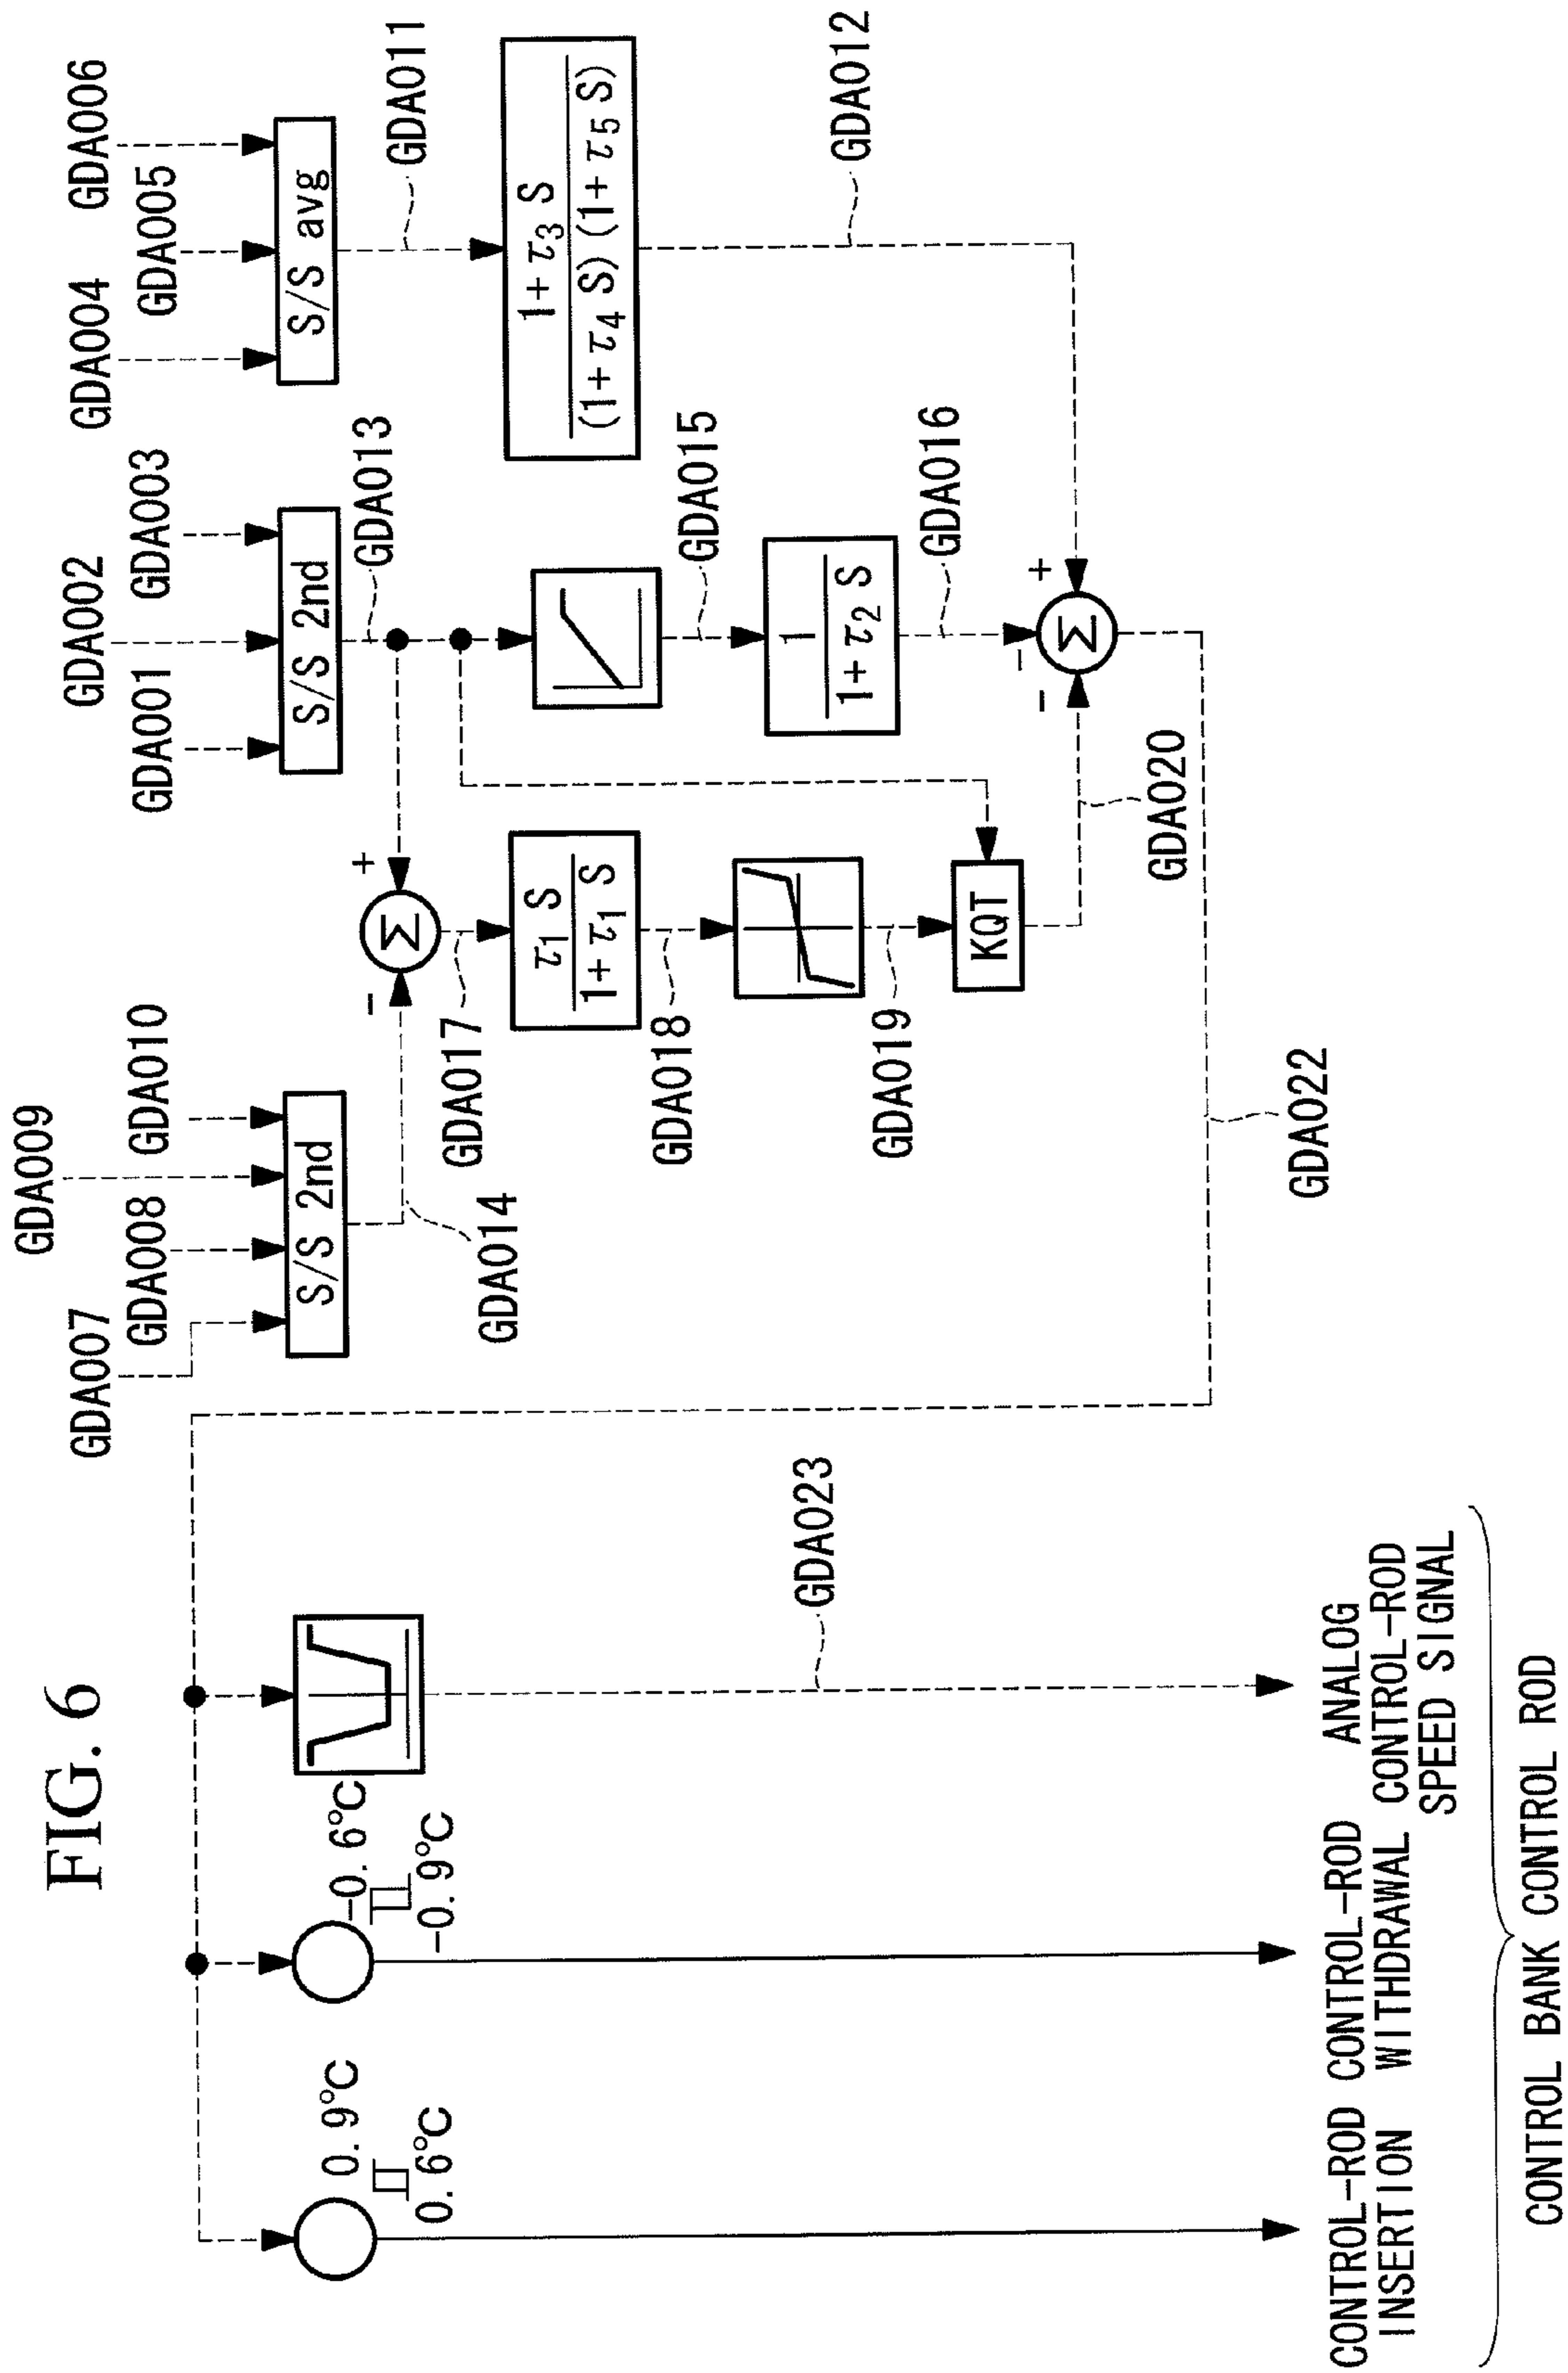 FIG. 6
GDA009
GDA007
GDA008
GDA010
S/S 2nd
GDA014
GDA002
GDA001
GDA003
S/S 2nd
GDA013
GDA004
GDA005
GDA006
S/S avg
GDA011
−
+
Σ
GDA017
τ1 S
1+τ1 S
GDA018
GDA019
KQT
GDA020
GDA015
1
1+τ2 S
GDA016
1+τ3 S
(1+τ4 S) (1+τ5 S)
GDA012
−
−
+
Σ
GDA022
0.9°C
0.6°C
−0.6°C
−0.9°C
GDA023
CONTROL-ROD
INSERTION
CONTROL-ROD
WITHDRAWAL
ANALOG
CONTROL-ROD
SPEED SIGNAL
CONTROL BANK CONTROL ROD